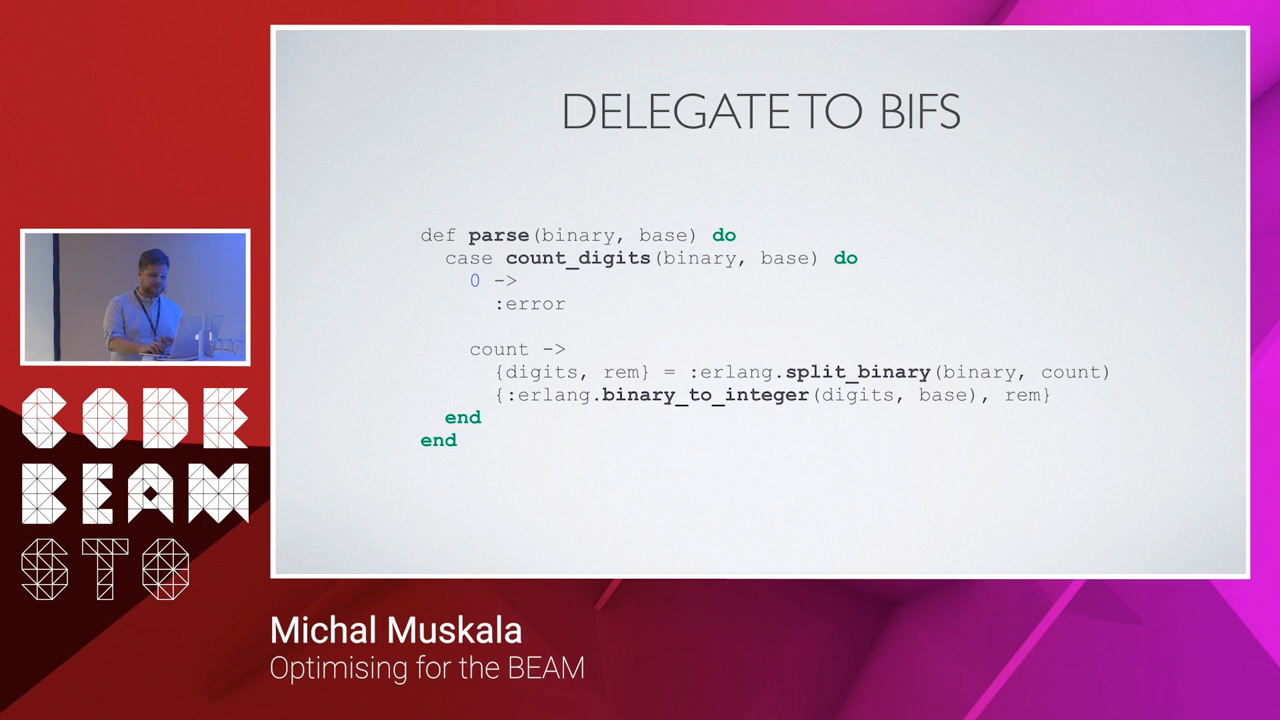 DELEGATE TO BIFS
def parse(binary, base) do
case count_digits(binary, base) do
0 ->
:error
count ->
{digits, rem} = :erlang.split_binary(binary, count)
{:erlang.binary_to_integer(digits, base), rem}
end
end
CODE
BEAM
STO
Michal Muskala
Optimising for the BEAM